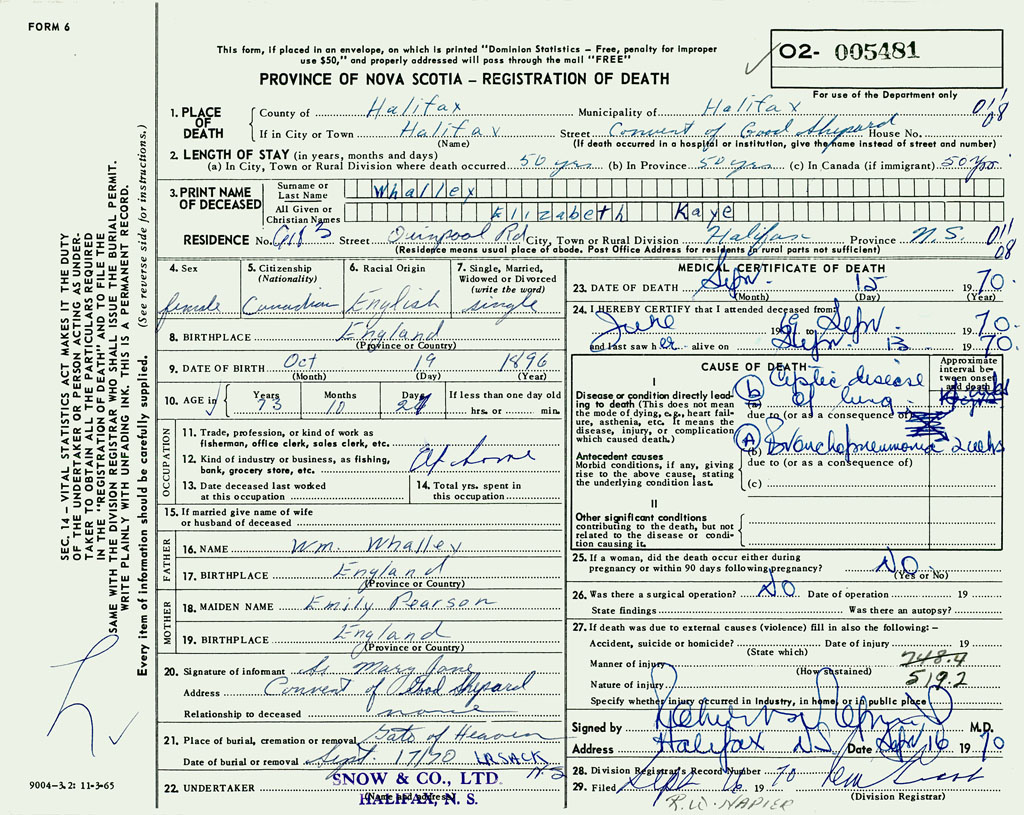 FORM 6
This form, if placed in an envelope, on which is printed "Dominion Statistics – Free, penalty for improper
use $50," and properly addressed will pass through the mail "FREE"
PROVINCE OF NOVA SCOTIA – REGISTRATION OF DEATH
02- 005481
For use of the Department only
1. PLACE OF DEATH
County of Halifax Municipality of Halifax
If in City or Town Halifax Street Convent of Good Shepard House No.
(Name) (If death occurred in a hospital or institution, give the name instead of street and number)
2. LENGTH OF STAY (in years, months and days)
(a) In City, Town or Rural Division where death occurred 50 yrs (b) In Province 50 yrs (c) In Canada (if immigrant) 50 yrs
3. PRINT NAME OF DECEASED
Surname or Last Name Whalley
All Given or Christian Names Elizabeth Kaye
RESIDENCE No. Street Quinpool Rd City, Town or Rural Division Halifax Province N.S.
(Residence means usual place of abode. Post Office Address for residents in rural parts not sufficient)
4. Sex female
5. Citizenship (Nationality) Canadian
6. Racial Origin English
7. Single, Married, Widowed or Divorced (write the word) single
8. BIRTHPLACE England
(Province or Country)
9. DATE OF BIRTH Oct 19 1896
(Month) (Day) (Year)
10. AGE in Years Months Days If less than one day old
73 10 hrs. or min.
OCCUPATION
11. Trade, profession, or kind of work as
fishermen, office clerk, sales clerk, etc.
12. Kind of industry or business, as fishing,
bank, grocery store, etc. At home
13. Date deceased last worked
at this occupation
14. Total yrs. spent in
this occupation
15. If married give name of wife
or husband of deceased
FATHER
16. NAME Wm. Whalley
17. BIRTHPLACE England
(Province or Country)
MOTHER
18. MAIDEN NAME Emily Pearson
19. BIRTHPLACE England
(Province or Country)
20. Signature of informant Sr Mary Jane
Address Convent of Good Shepard
Relationship to deceased none
21. Place of burial, cremation or removal Gate of Heaven
Date of burial or removal Sept. 17/70 LR SACK N.S
22. UNDERTAKER SNOW & CO., LTD.
(Name and address)
HALIFAX, N. S.
MEDICAL CERTIFICATE OF DEATH
23. DATE OF DEATH Sept 15 1970
(Month) (Day) (Year)
24. I HEREBY CERTIFY that I attended deceased from
June 19 to Sept. 1970
and last saw her alive on Sept. 13 1970
CAUSE OF DEATH
Approximate interval between onset and death
I
Disease or condition directly leading to death (This does not mean the mode of dying, e.g., heart failure, asthenia, etc. It means the disease, injury, or complication which caused death.)
(b) Cystic disease
(a) of lung
due to (or as a consequence of)
(A) (b) Bronchopneumonia 2 wks
due to (or as a consequence of)
Antecedent causes
Morbid conditions, if any, giving rise to the above cause, stating the underlying condition last.
(c)
II
Other significant conditions
contributing to the death, but not related to the disease or condition causing it.
25. If a woman, did the death occur either during
pregnancy or within 90 days following pregnancy? NO
(Yes or No)
26. Was there a surgical operation? NO Date of operation 19
State findings Was there an autopsy?
27. If death was due to external causes (violence) fill in also the following:–
Accident, suicide or homicide? Date of injury 19
(State which)
748.4
Manner of injury
(How sustained)
519.2
Nature of injury
Specify whether injury occurred in Industry, in home, or in public place
Signed by M.D.
Address Halifax NS Date Sept 16 1970
28. Division Registrar's Record Number
29. Filed Sept 16 1970
(Division Registrar)
R.W. NAPIER
SEC. 14 – VITAL STATISTICS ACT MAKES IT THE DUTY
OF THE UNDERTAKER OR PERSON ACTING AS UNDER-
TAKER TO OBTAIN ALL THE PARTICULARS REQUIRED
IN THE "REGISTRATION OF DEATH" AND TO FILE THE
SAME WITH THE DIVISION REGISTRAR WHO SHALL ISSUE THE BURIAL PERMIT.
WRITE PLAINLY WITH UNFADING INK. THIS IS A PERMANENT RECORD.
Every item of information should be carefully supplied. (See reverse side for instructions.)
9004–3.2: 11-3-65